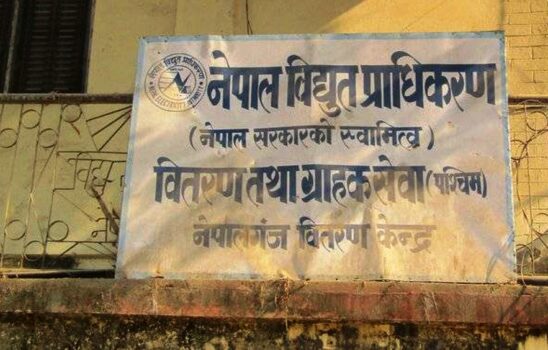 नेपाल विद्युत प्राधिकरण
(नेपाल सरकारको स्वामित्व)
वितरण तथा ग्राहक सेवा (पश्चिम)
नेपालगंज वितरण केन्द्र